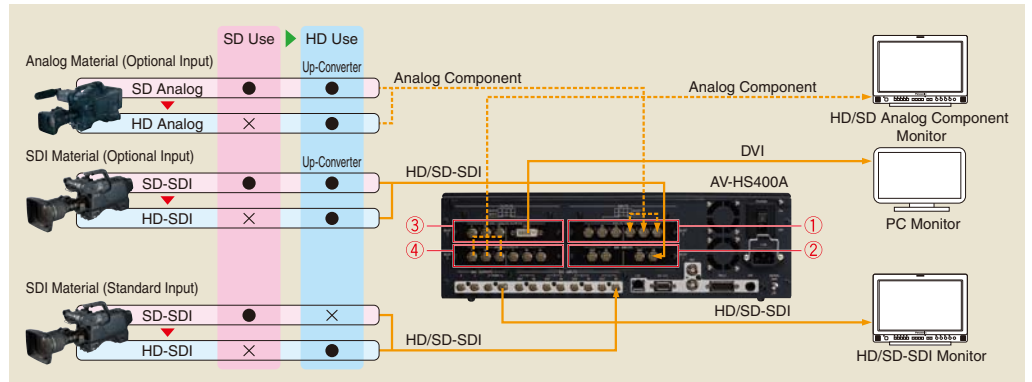 SD Use
HD Use
Analog Material (Optional Input)
Up-Converter
SD Analog
HD Analog
Analog Component
Analog Component
HD/SD Analog Component
Monitor
SDI Material (Optional Input)
Up-Converter
SD-SDI
HD-SDI
HD/SD-SDI
DVI
AV-HS400A
PC Monitor
③
①
④
②
SDI Material (Standard Input)
SD-SDI
HD-SDI
HD/SD-SDI
HD/SD-SDI
HD/SD-SDI Monitor